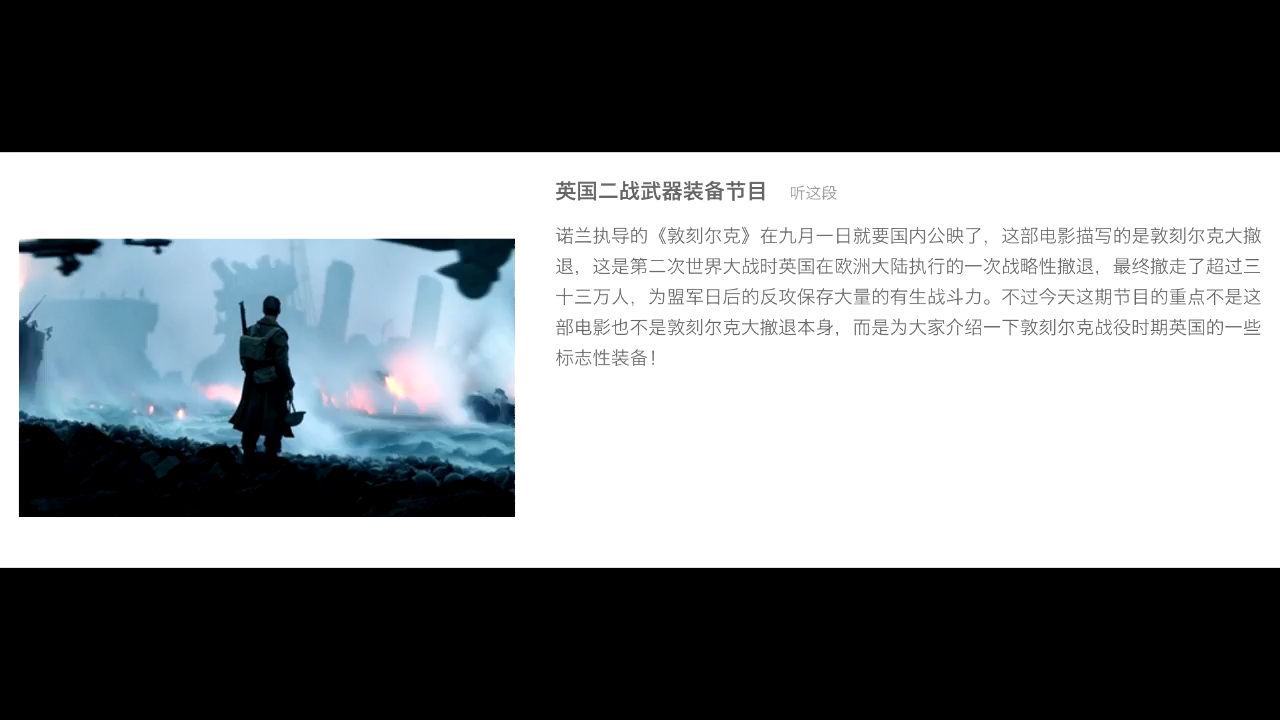 英国二战武器装备节目 听这段
诺兰执导的《敦刻尔克》在九月一日就要国内公映了，这部电影描写的是敦刻尔克大撤
退，这是第二次世界大战时英国在欧洲大陆执行的一次战略性撤退，最终撤走了超过三
十三万人，为盟军日后的反攻保存大量的有生战斗力。不过今天这期节目的重点不是这
部电影也不是敦刻尔克大撤退本身，而是为大家介绍一下敦刻尔克战役时期英国的一些
标志性装备！